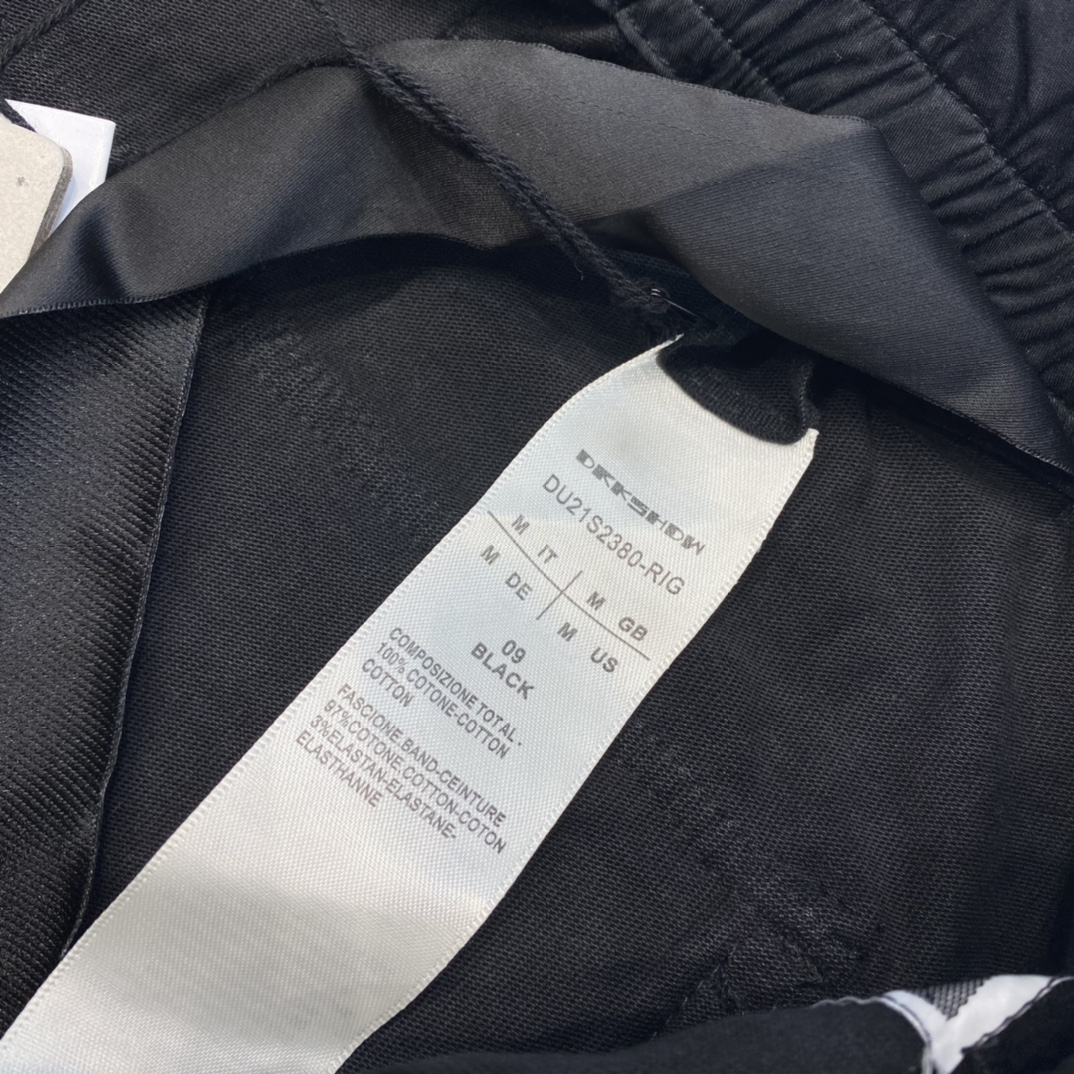 DRKSHDW
DU21S2380-RIG
M IT / M GB
M DE / M US
09
BLACK
COMPOSIZIONE TOTAL.
100% COTONE-COTTON
COTTON
FASCIONE.BAND-CEINTURE
97%COTONE.COTTON-COTON
3%ELASTAN-ELASTANE-
ELASTHANNE